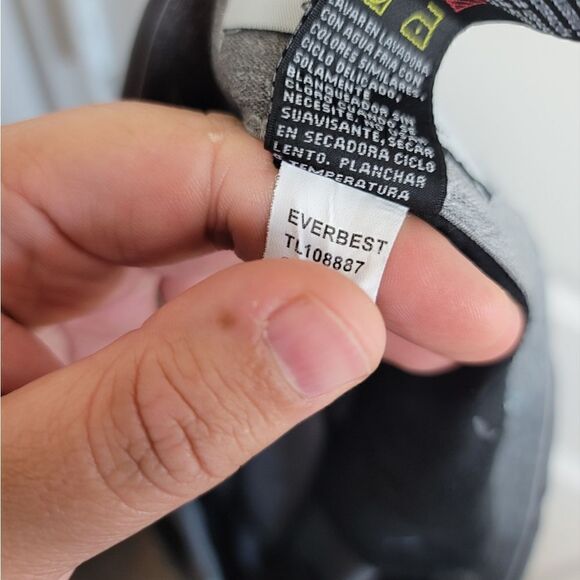 LAVAR EN LAVADORA
CON AGUA FRIA CON
COLORES SIMILARES,
CICLO DELICADO,
SOLAMENTE
BLANQUEADOR SIN
CLORO CUANDO SE
NECESITE. NO USAR
SUAVISANTE, SECAR
EN SECADORA CICLO
LENTO. PLANCHAR
TEMPERATURA
EVERBEST
TL108887